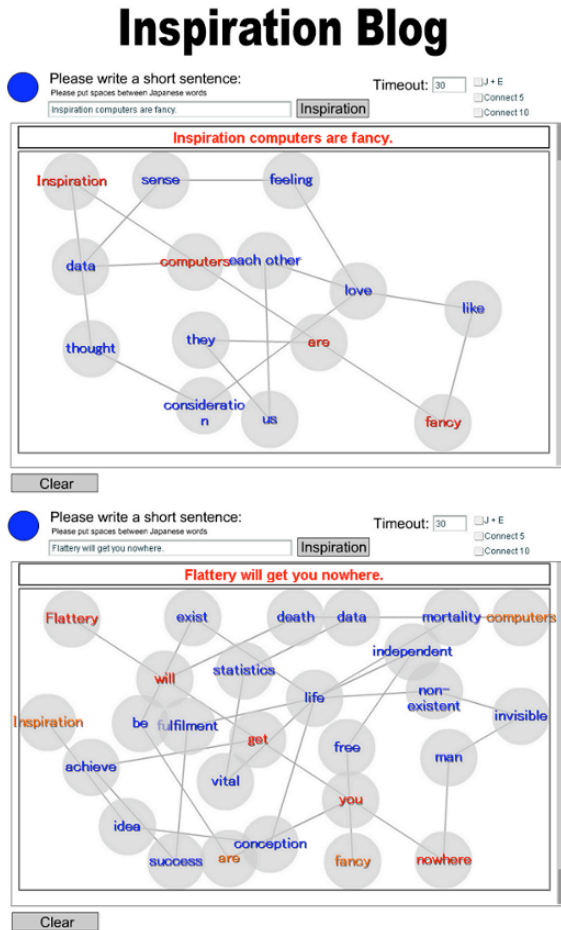 Inspiration Blog
Please write a short sentence:
Please put spaces between Japanese words
Timeout: 30
J + E
Connect 5
Connect 10
Inspiration computers are fancy.
Inspiration
Inspiration computers are fancy.
Inspiration
sense
feeling
data
computers
each other
love
like
thought
they
are
consideratio
n
us
fancy
Clear
Please write a short sentence:
Please put spaces between Japanese words
Timeout: 30
J + E
Connect 5
Connect 10
Flattery will get you nowhere.
Inspiration
Flattery will get you nowhere.
Flattery
exist
death
data
mortality
computers
independent
statistics
will
life
non-
existent
Inspiration
be
fulfilment
invisible
get
free
man
achieve
vital
you
idea
conception
success
are
fancy
nowhere
Clear